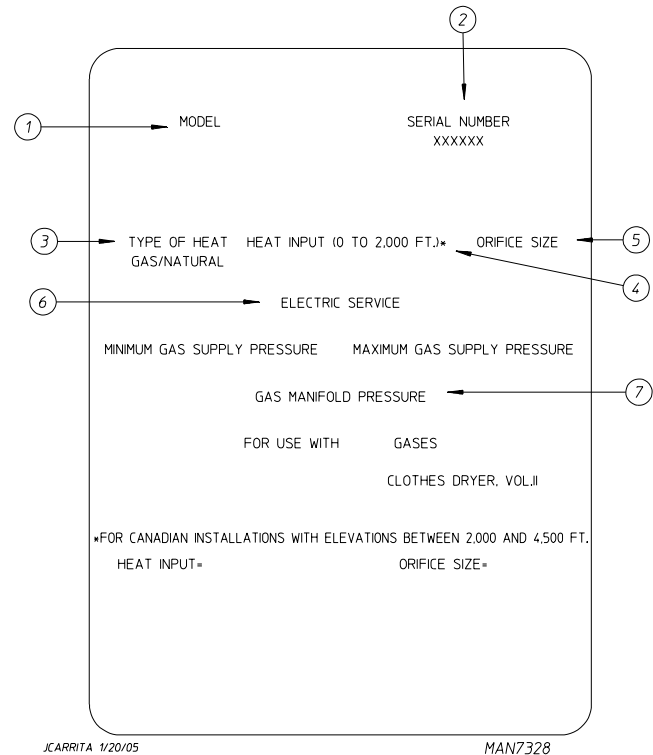 2
1
MODEL
SERIAL NUMBER
XXXXXX
3
TYPE OF HEAT
GAS/NATURAL
HEAT INPUT (0 TO 2,000 FT.)*
ORIFICE SIZE
5
4
6
ELECTRIC SERVICE
MINIMUM GAS SUPPLY PRESSURE
MAXIMUM GAS SUPPLY PRESSURE
GAS MANIFOLD PRESSURE
7
FOR USE WITH GASES
CLOTHES DRYER, VOL.II
*FOR CANADIAN INSTALLATIONS WITH ELEVATIONS BETWEEN 2,000 AND 4,500 FT.
HEAT INPUT= ORIFICE SIZE=
JCARRITA 1/20/05
MAN7328